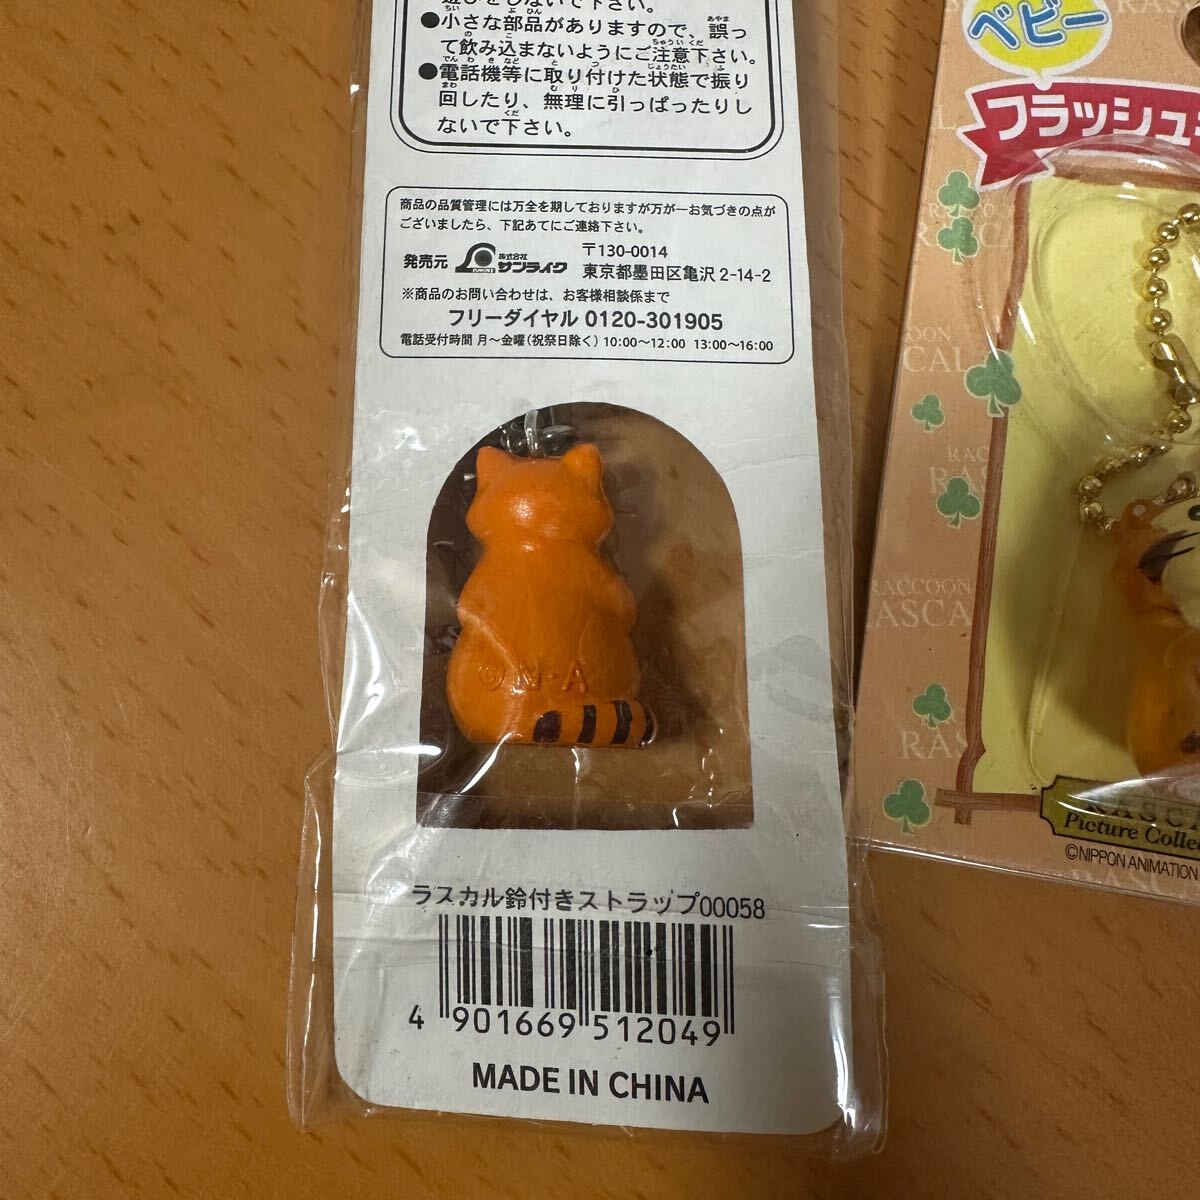 しないで下さい。
●小さな部品がありますので、誤っ
て飲み込まないようにご注意下さい。
●電話機等に取り付けた状態で振り
回したり、無理に引っぱったりし
ないで下さい。
商品の品質管理には万全を期しておりますが万が一お気づきの点が
ございましたら、下記あてにご連絡下さい。
発売元 株式会社 サンライク
〒130-0014
東京都墨田区亀沢 2-14-2
※商品のお問い合わせは、お客様相談係まで
フリーダイヤル 0120-301905
電話受付時間 月〜金曜(祝祭日除く) 10:00〜12:00 13:00〜16:00
©N・A
ラスカル鈴付きストラップ00058
4 901669 512049
MADE IN CHINA
ベビー
フラッシュ
RACCOON
RASCA
Picture Colle
©NIPPON ANIMATION